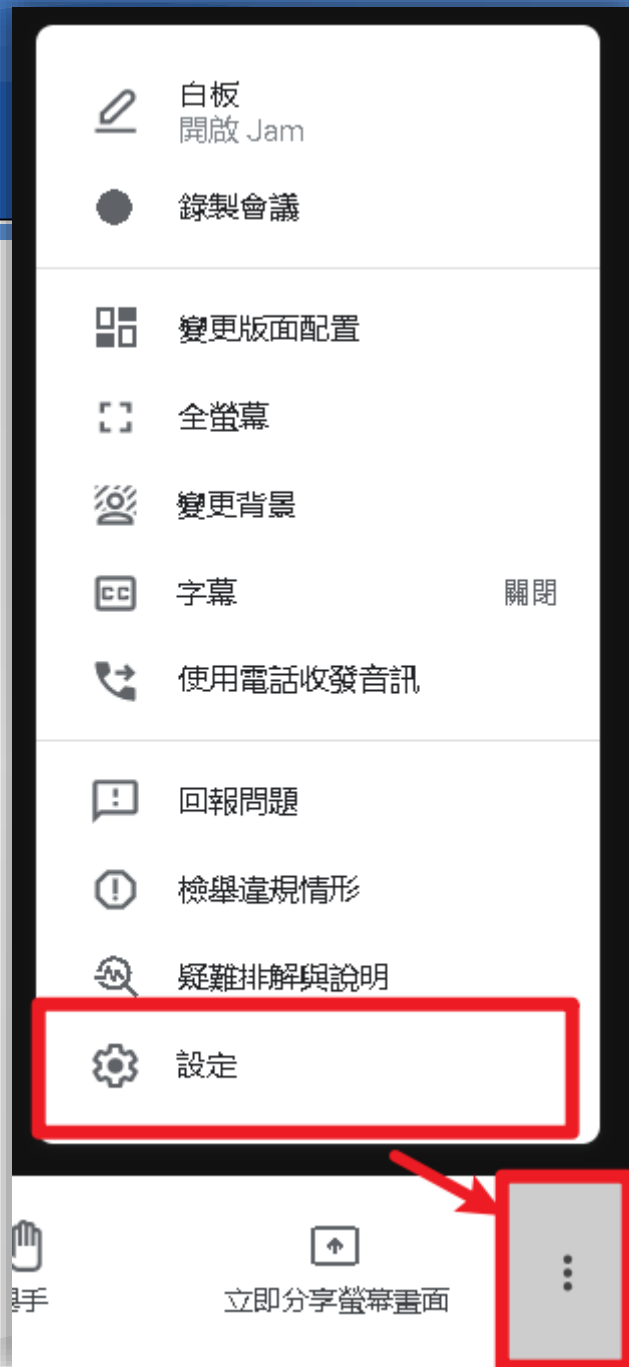 白板
開啟 Jam
錄製會議
變更版面配置
全螢幕
變更背景
字幕
關閉
使用電話收發音訊
回報問題
檢舉違規情形
疑難排解與說明
設定
手
立即分享螢幕畫面